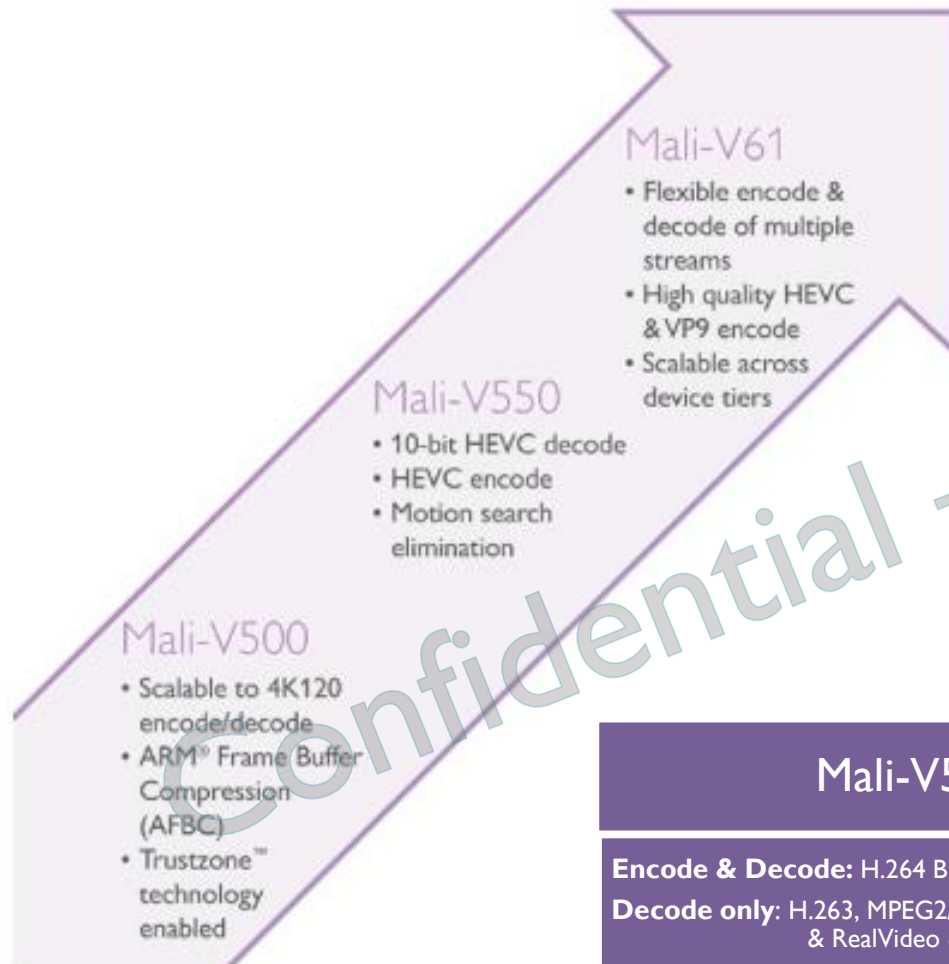 Mali-V61
• Flexible encode &
decode of multiple
streams
• High quality HEVC
& VP9 encode
• Scalable across
device tiers
Mali-V550
• 10-bit HEVC decode
• HEVC encode
• Motion search
elimination
Mali-V500
• Scalable to 4K120
encode/decode
• ARM® Frame Buffer
Compression
(AFBC)
• Trustzone™
technology
enabled
Confidential -
Mali-V5
Encode & Decode: H.264 B
Decode only: H.263, MPEG2
& RealVideo